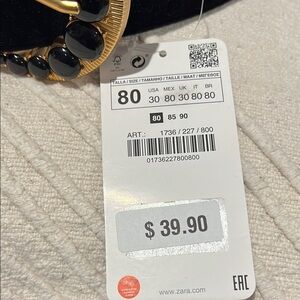 TALLA / SIZE / TAMANHO / TAILLE / MAAT / МЕГЕӨОΣ
80
USA MEX UK IT BR
30 80 30 80 80
80 85 90
ART.: 1736 / 227 / 800
01736227800800
$ 39.90
www.zara.com
EAC